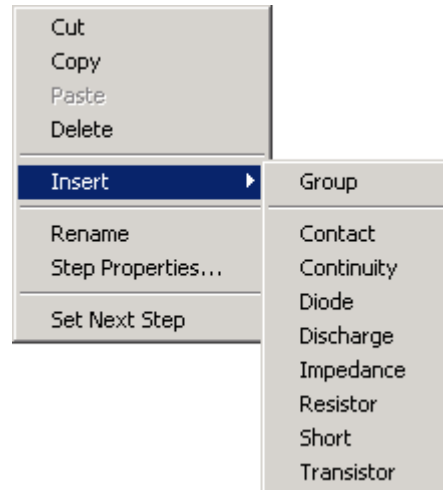 Cut
Copy
Paste
Delete
Insert
Rename
Step Properties...
Set Next Step
Group
Contact
Continuity
Diode
Discharge
Impedance
Resistor
Short
Transistor